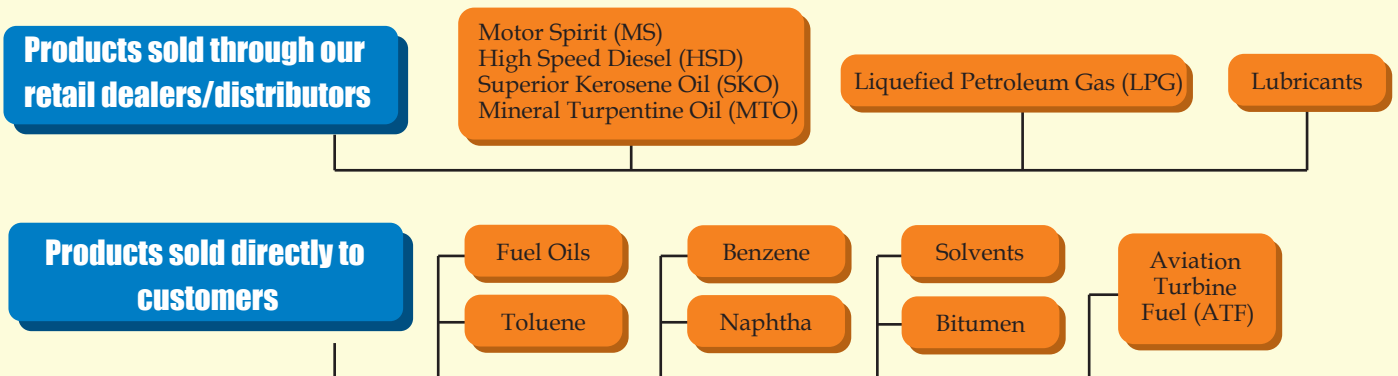 Products sold through our
retail dealers/distributors
Motor Spirit (MS)
High Speed Diesel (HSD)
Superior Kerosene Oil (SKO)
Mineral Turpentine Oil (MTO)
Liquefied Petroleum Gas (LPG)
Lubricants
Products sold directly to
customers
Fuel Oils
Toluene
Benzene
Naphtha
Solvents
Bitumen
Aviation
Turbine
Fuel (ATF)